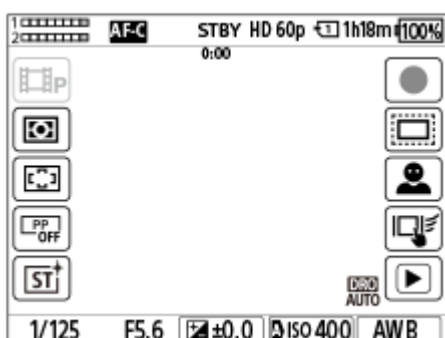 1
2
AF-C STBY HD 60p 1 1h18m 100%
0:00
P
PP
OFF
ST
DRO
AUTO
1/125 F5.6 ±0.0 ISO 400 AWB